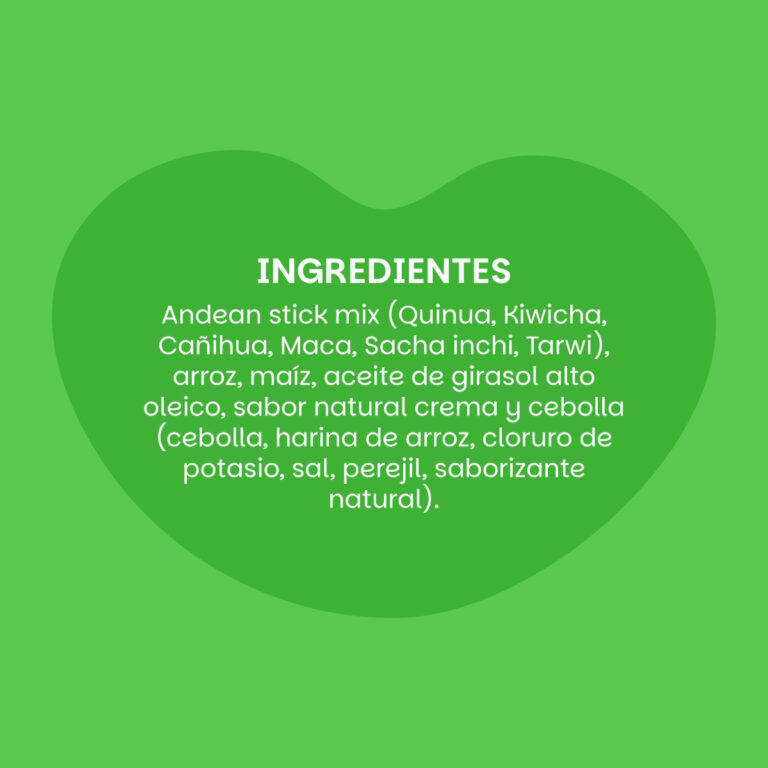 INGREDIENTES
Andean stick mix (Quinua, Kiwicha,
Cañihua, Maca, Sacha inchi, Tarwi),
arroz, maíz, aceite de girasol alto
oleico, sabor natural crema y cebolla
(cebolla, harina de arroz, cloruro de
potasio, sal, perejil, saborizante
natural).